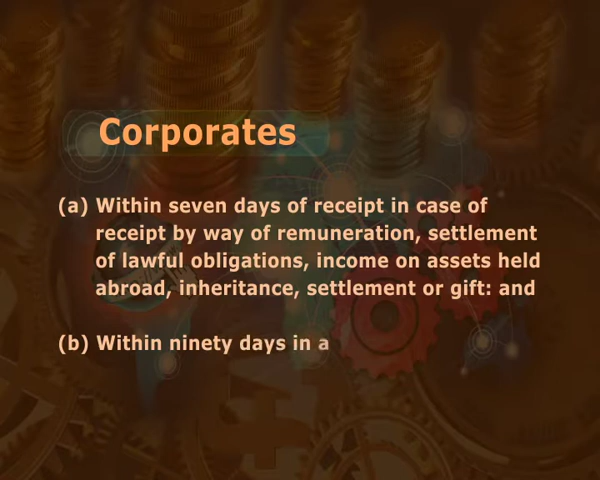 Corporates
(a) Within seven days of receipt in case of
receipt by way of remuneration, settlement
of lawful obligations, income on assets held
abroad, inheritance, settlement or gift: and
(b) Within ninety days in a